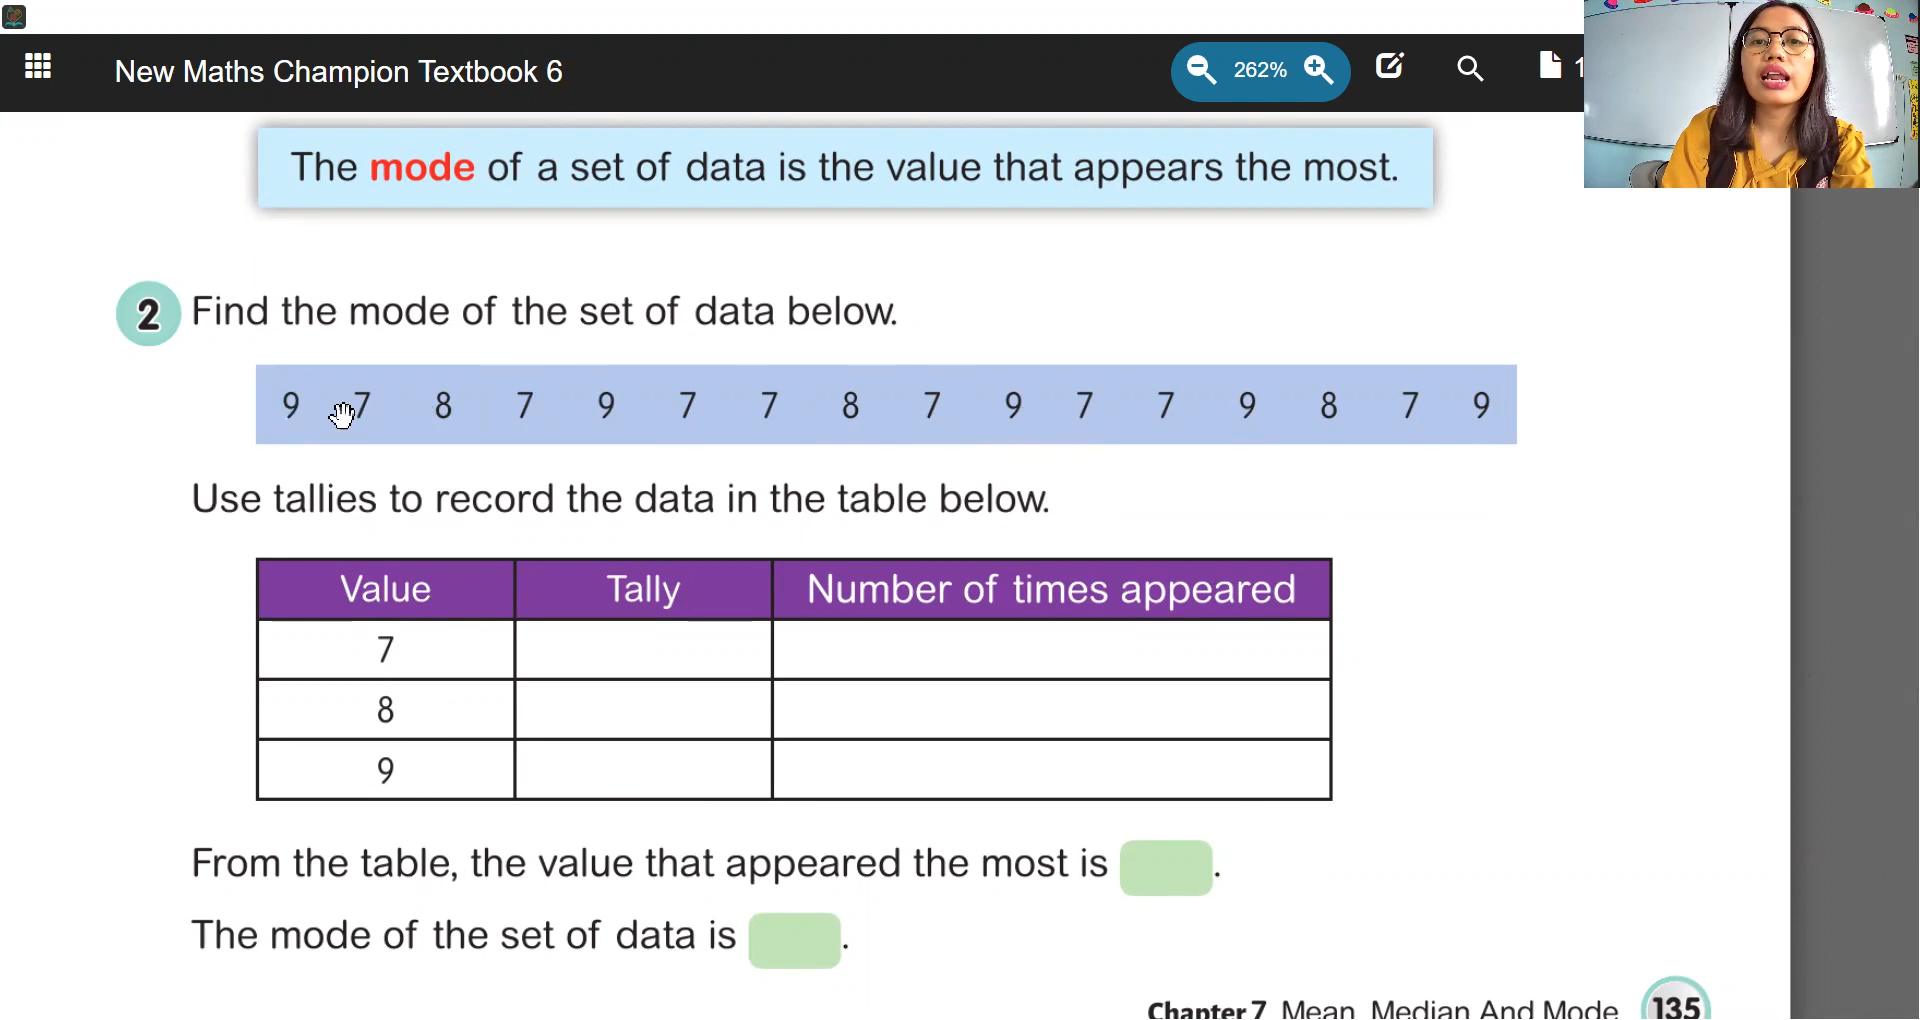 New Maths Champion Textbook 6
262%
1
The mode of a set of data is the value that appears the most.
2 Find the mode of the set of data below.
9 7 8 7 9 7 7 8 7 9 7 7 9 8 7 9
Use tallies to record the data in the table below.
Value Tally Number of times appeared
7
8
9
From the table, the value that appeared the most is .
The mode of the set of data is .
Chapter 7 Mean, Median And Mode 135